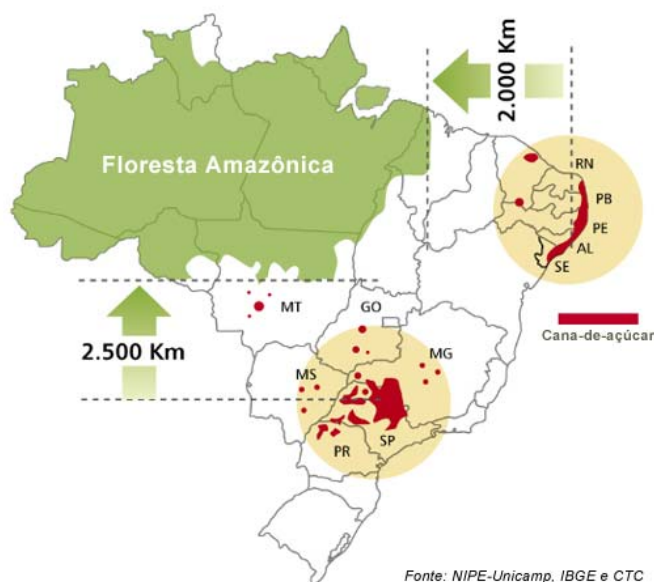 2.000 Km
Floresta Amazônica
RN
PB
PE
AL
SE
Cana-de-açúcar
MT
GO
2.500 Km
MS
MG
SP
PR
Fonte: NIPE-Unicamp, IBGE e CTC